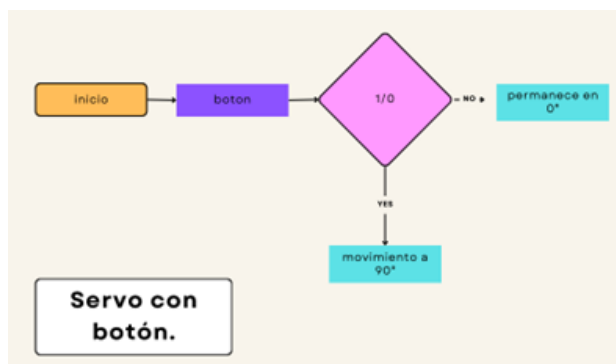 inicio
boton
1/0
NO
permanece en
0°
YES
movimiento a
90°
Servo con
botón.